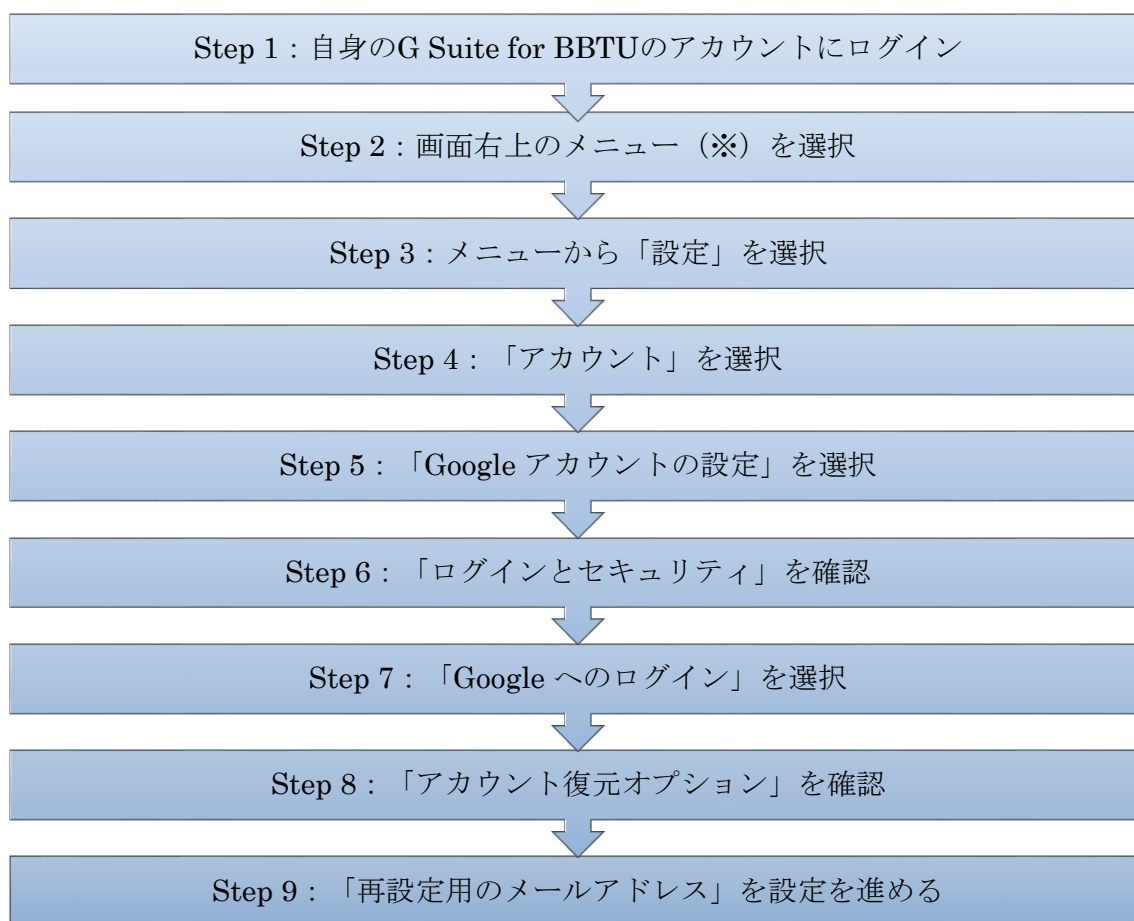 Step 1：自身のG Suite for BBTUのアカウントにログイン
Step 2：画面右上のメニュー（※）を選択
Step 3：メニューから「設定」を選択
Step 4：「アカウント」を選択
Step 5：「Google アカウントの設定」を選択
Step 6：「ログインとセキュリティ」を確認
Step 7：「Google へのログイン」を選択
Step 8：「アカウント復元オプション」を確認
Step 9：「再設定用のメールアドレス」を設定を進める